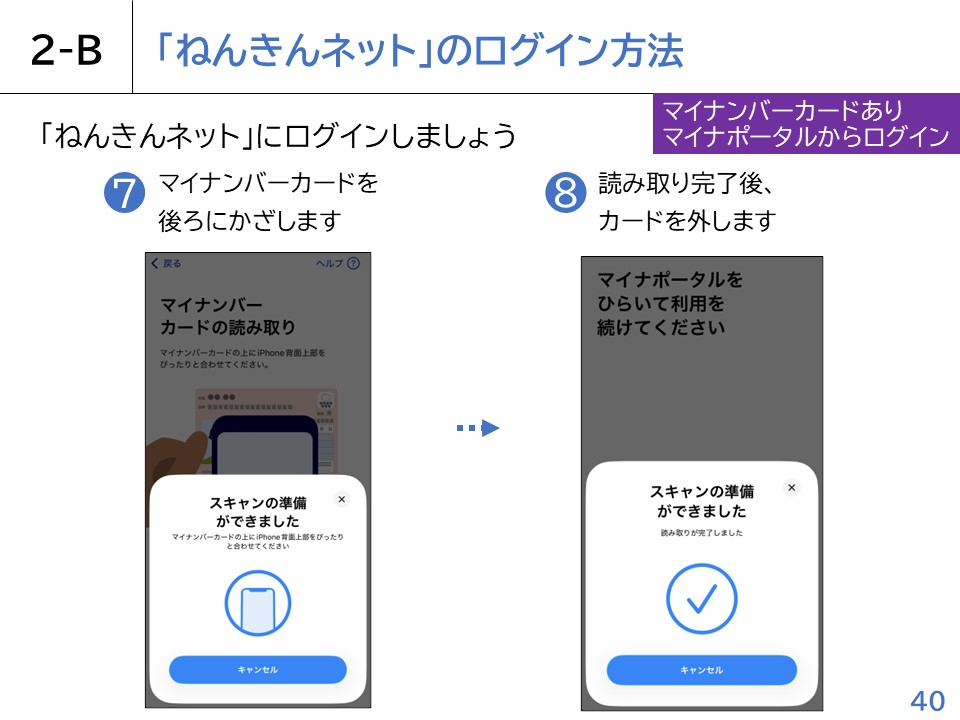 2-B
「ねんきんネット」のログイン方法
マイナンバーカードあり
マイナポータルからログイン
「ねんきんネット」にログインしましょう
❼
マイナンバーカードを
後ろにかざします
戻る
ヘルプ ?
マイナンバー
カードの読み取り
マイナンバーカードの上にiPhone背面上部を
ぴったりと合わせてください。
スキャンの準備
ができました
マイナンバーカードの上にiPhone背面上部をぴったり
と合わせてください
キャンセル
❽
読み取り完了後、
カードを外します
マイナポータルを
ひらいて利用を
続けてください
スキャンの準備
ができました
読み取りが完了しました
キャンセル
40